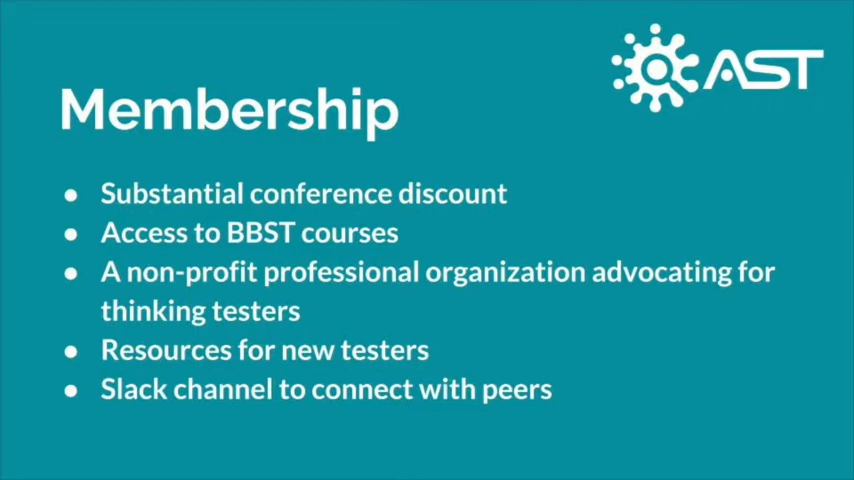 AST
Membership
● Substantial conference discount
● Access to BBST courses
● A non-profit professional organization advocating for
thinking testers
● Resources for new testers
● Slack channel to connect with peers